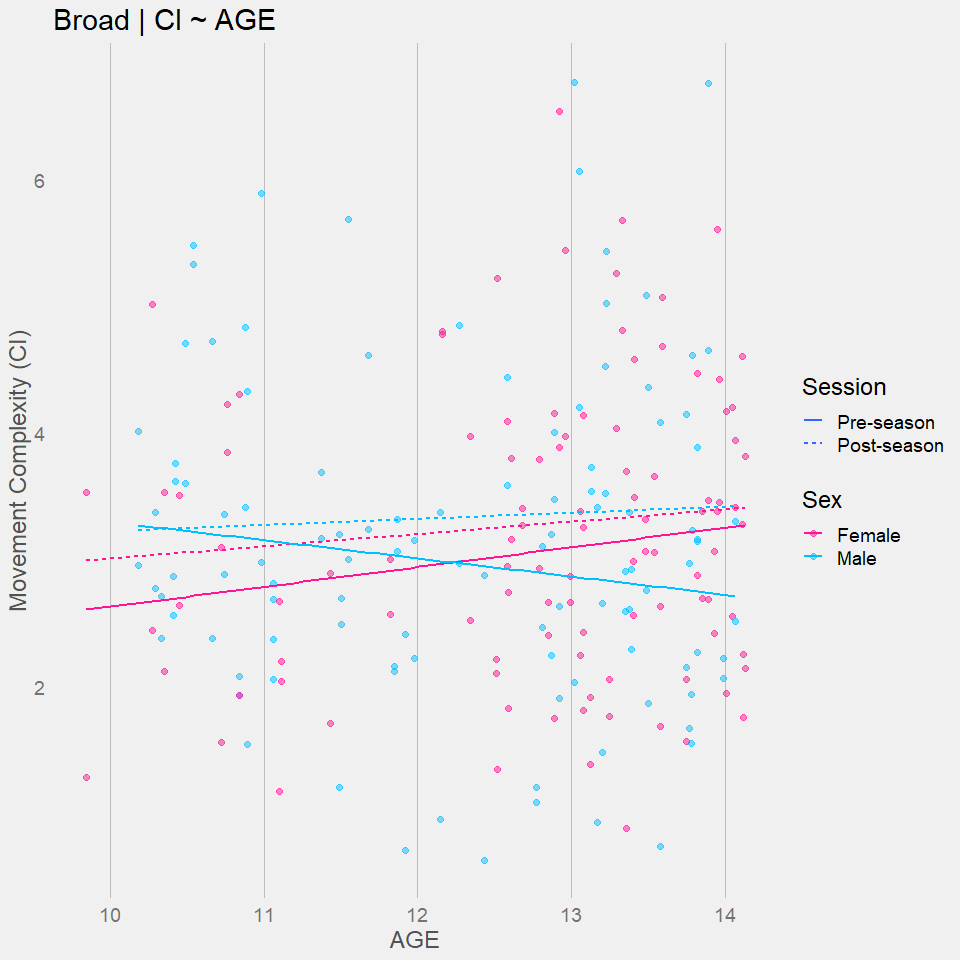 Broad | CI ~ AGE
Movement Complexity (CI)
6
4
2
10
11
12
13
14
AGE
Session
Pre-season
Post-season
Sex
Female
Male